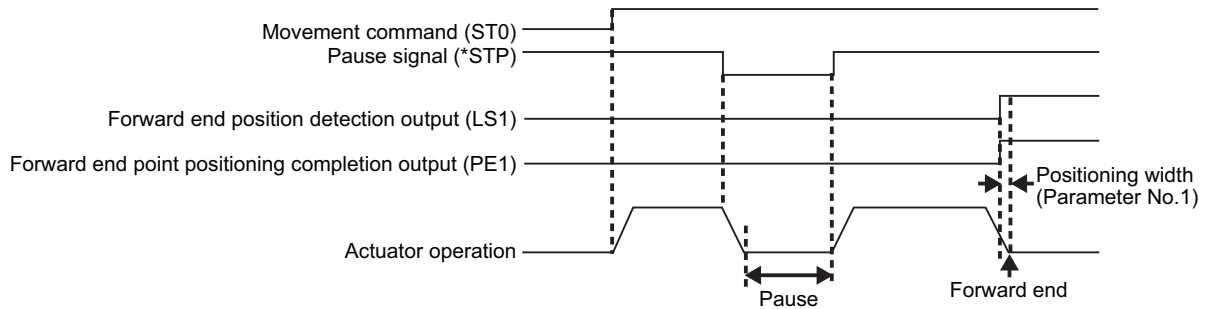 Movement command (ST0)
Pause signal (*STP)
Forward end position detection output (LS1)
Forward end point positioning completion output (PE1)
Positioning width
(Parameter No.1)
Actuator operation
Pause
Forward end